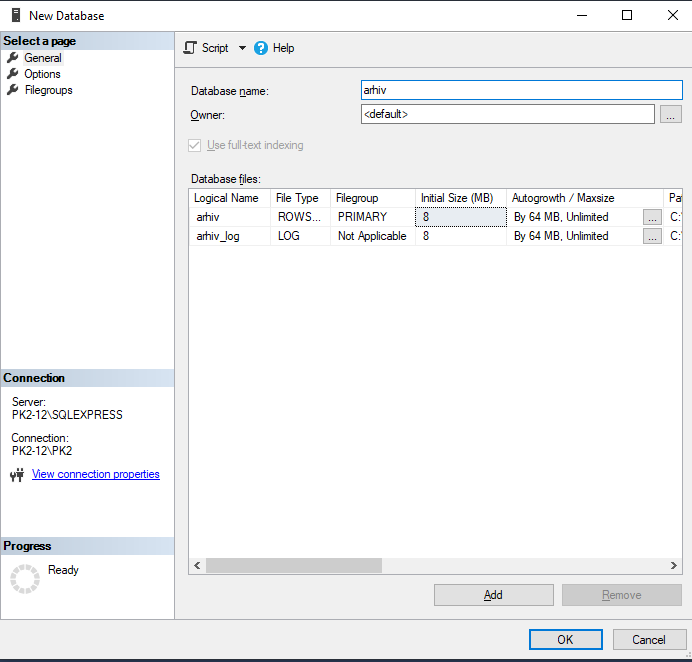 New Database
Select a page
General
Options
Filegroups
Script Help
Database name: arhiv
Owner: <default> ...
Use full-text indexing
Database files:
Logical Name File Type Filegroup Initial Size (MB) Autogrowth / Maxsize
arhiv ROWS... PRIMARY 8 By 64 MB, Unlimited ... C:\
arhiv_log LOG Not Applicable 8 By 64 MB, Unlimited ... C:\
Connection
Server:
PK2-12\SQLEXPRESS
Connection:
PK2-12\PK2
View connection properties
Progress
Ready
Add Remove
OK Cancel